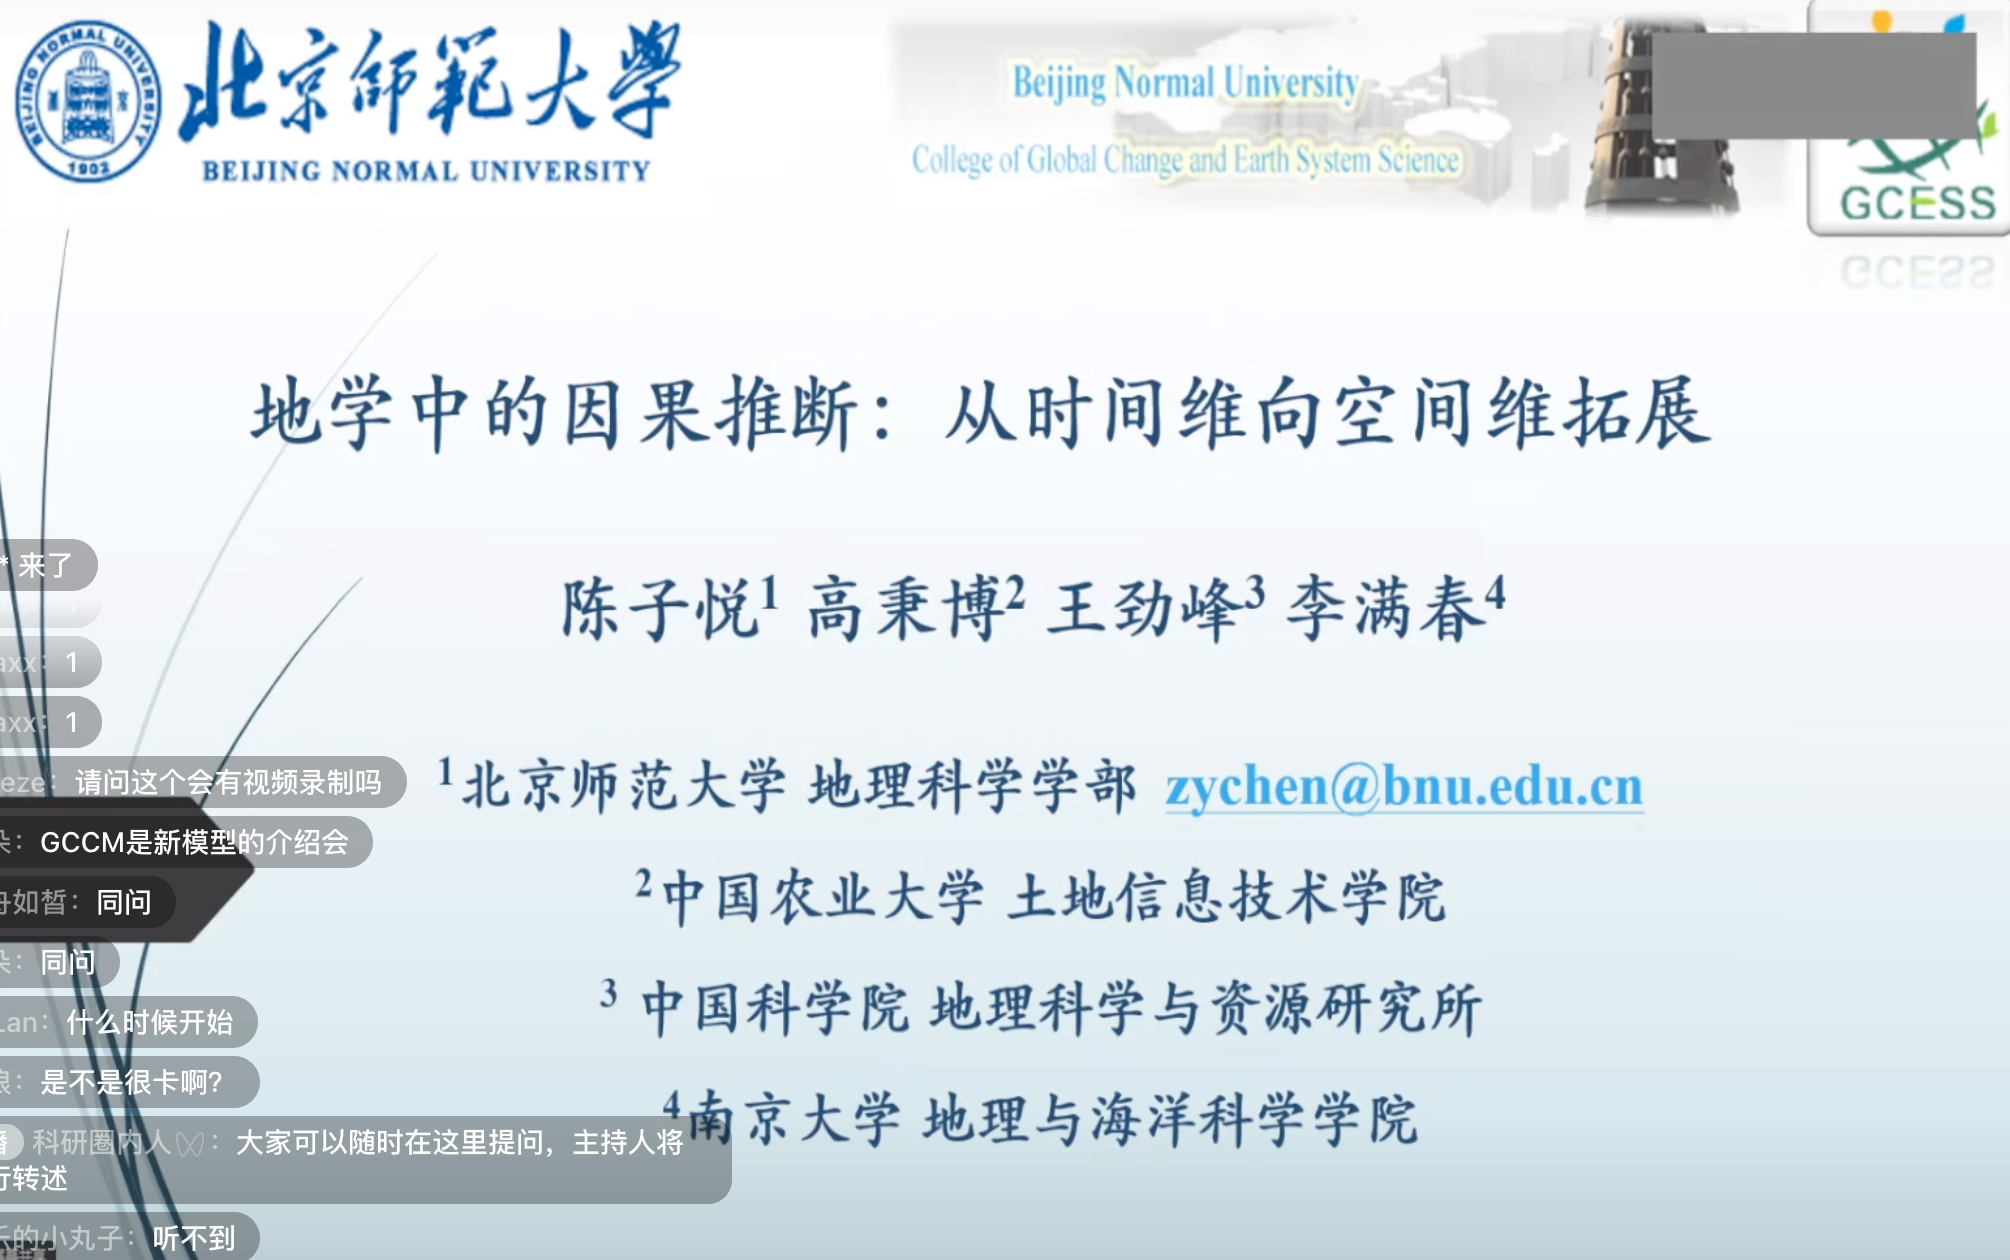 BEIJING NORMAL UNIVERSITY
1902
北京師範大學
BEIJING NORMAL UNIVERSITY
Beijing Normal University
College of Global Change and Earth System Science
GCESS
地学中的因果推断：从时间维向空间维拓展
陈子悦1 高秉博2 王劲峰3 李满春4
1北京师范大学 地理科学学部 zychen@bnu.edu.cn
2中国农业大学 土地信息技术学院
3 中国科学院 地理科学与资源研究所
4南京大学 地理与海洋科学学院
* 来了
axx：1
axx：1
eze：请问这个会有视频录制吗
朵：GCCM是新模型的介绍会
舟如皙：同问
朵：同问
Lan：什么时候开始
是不是很卡啊?
播 科研圈内人：大家可以随时在这里提问，主持人将
行转述
的小丸子：听不到